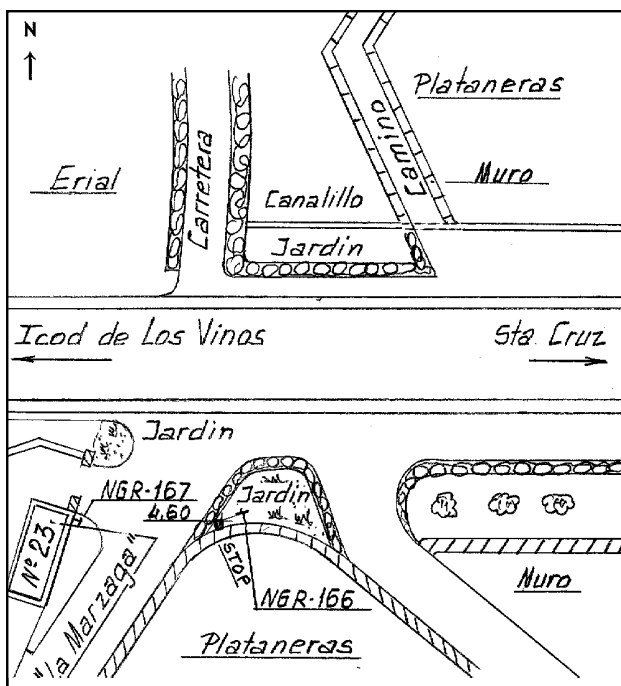 N
Plataneras
Camino
Erial
Carretera
Muro
Canalillo
Jardin
Icod de Los Vinos
Sta. Cruz
Jardin
NGR-167
4,60
Jardin
Nº 23.
STOP
NGR-166
"La Marzaga"
Muro
Plataneras